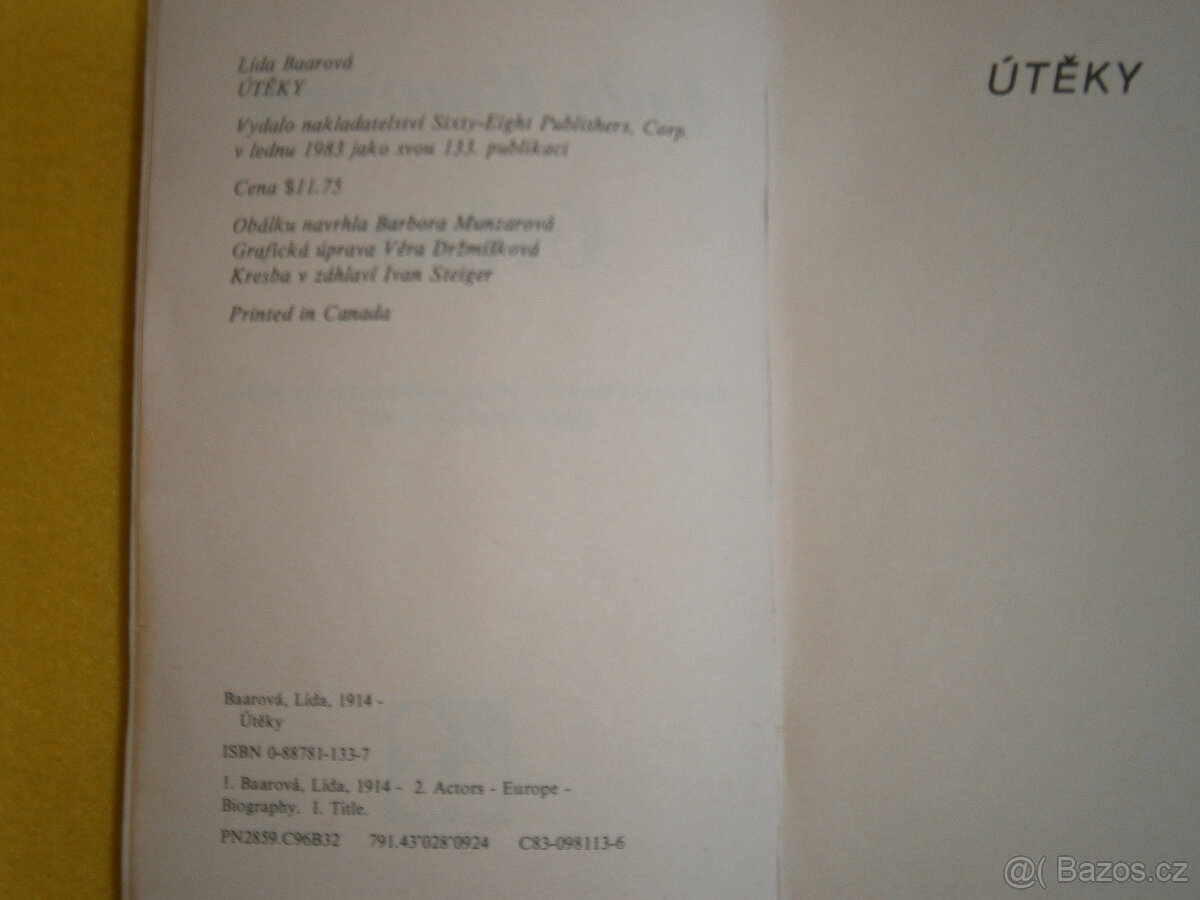 Lída Baarová
ÚTĚKY
Vydalo nakladatelství Sixty-Eight Publishers, Corp.
v lednu 1983 jako svou 133. publikaci
Cena $11.75
Obálku navrhla Barbora Munzarová
Grafická úprava Věra Držmíšková
Kresba v záhlaví Ivan Steiger
Printed in Canada
Baarová, Lída, 1914 -
Útěky
ISBN 0-88781-133-7
1. Baarová, Lída, 1914 - 2. Actors - Europe -
Biography. I. Title.
PN2859.C96B32 791.43'028'0924 C83-098113-6
ÚTĚKY
@( Bazos.cz